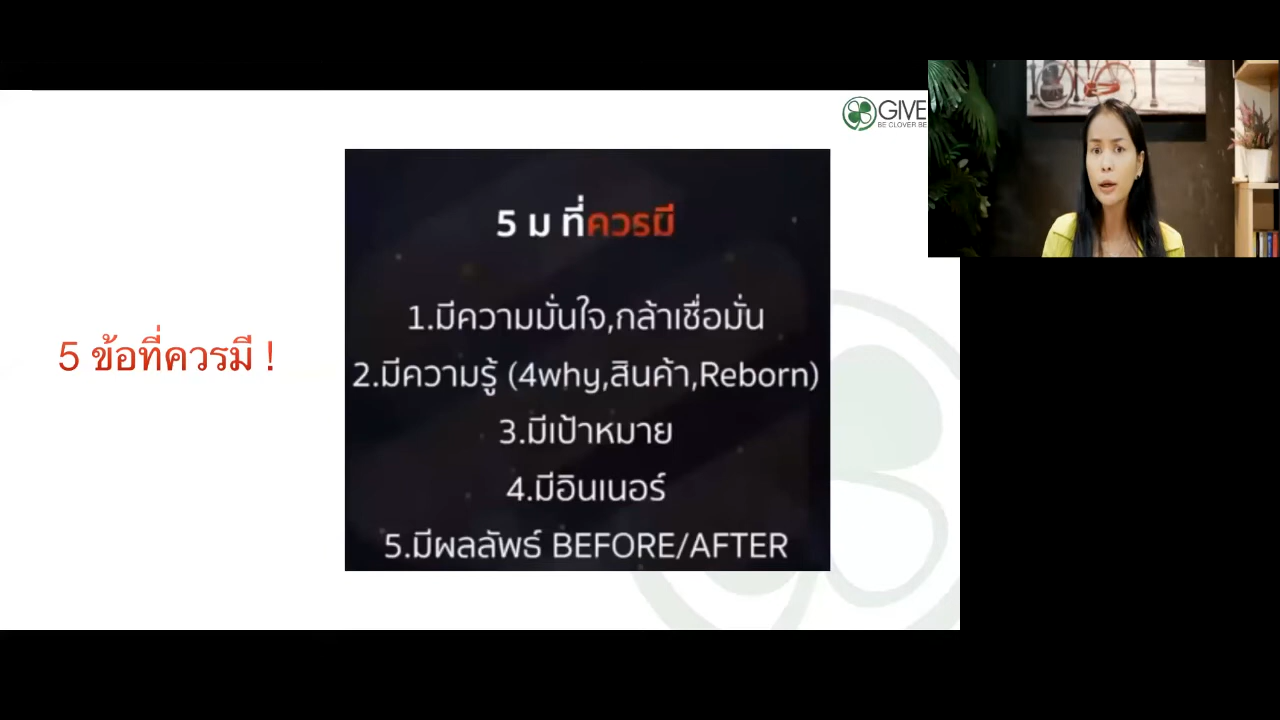 GIVE
BE CLOVER BE
5 ม ที่ควรมี
5 ข้อที่ควรมี !
1.มีความมั่นใจ,กล้าเชื่อมั่น
2.มีความรู้ (4why,สินค้า,Reborn)
3.มีเป้าหมาย
4.มีอินเนอร์
5.มีผลลัพธ์ BEFORE/AFTER